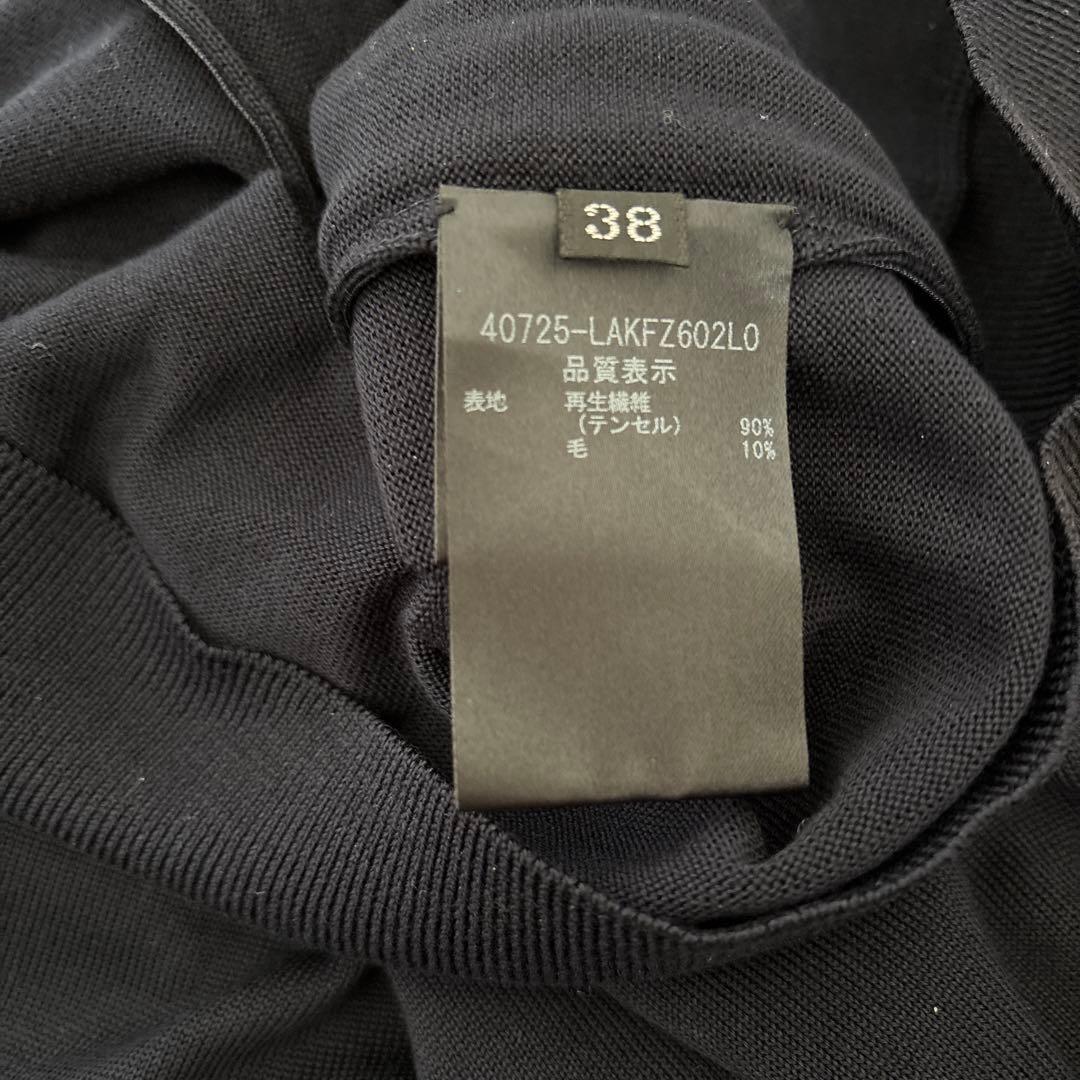 38
40725-LAKFZ602L0
品質表示
表地 再生繊維
(テンセル) 90%
毛 10%